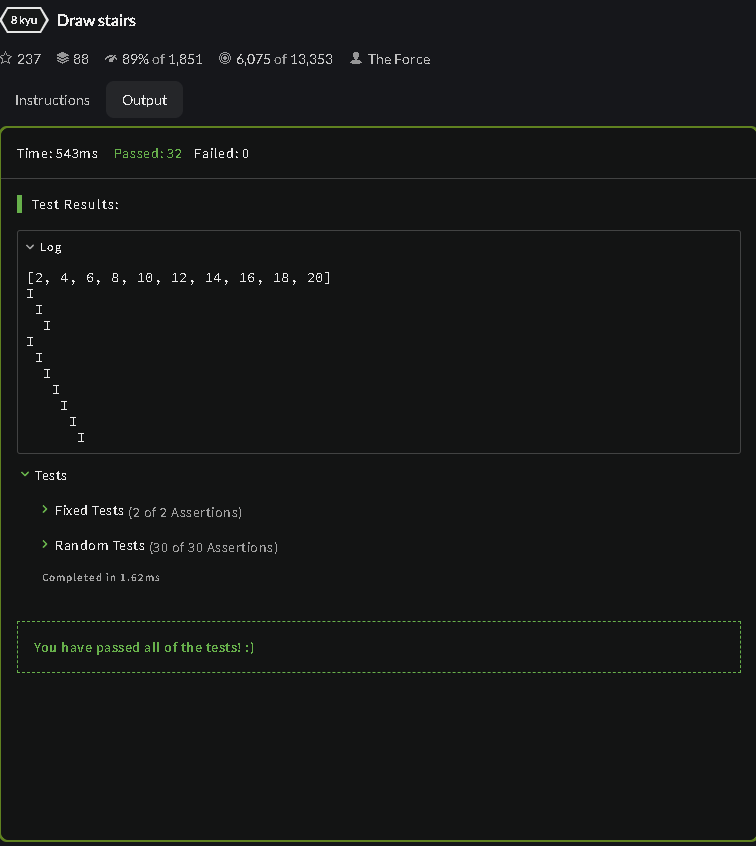 8 kyu Draw stairs
237 88 89% of 1,851 6,075 of 13,353 The Force
Instructions Output
Time: 543ms Passed: 32 Failed: 0
Test Results:
Log
[2, 4, 6, 8, 10, 12, 14, 16, 18, 20]
I
 I
  I
I
 I
  I
   I
    I
     I
      I
Tests
Fixed Tests (2 of 2 Assertions)
Random Tests (30 of 30 Assertions)
Completed in 1.62ms
You have passed all of the tests! :)